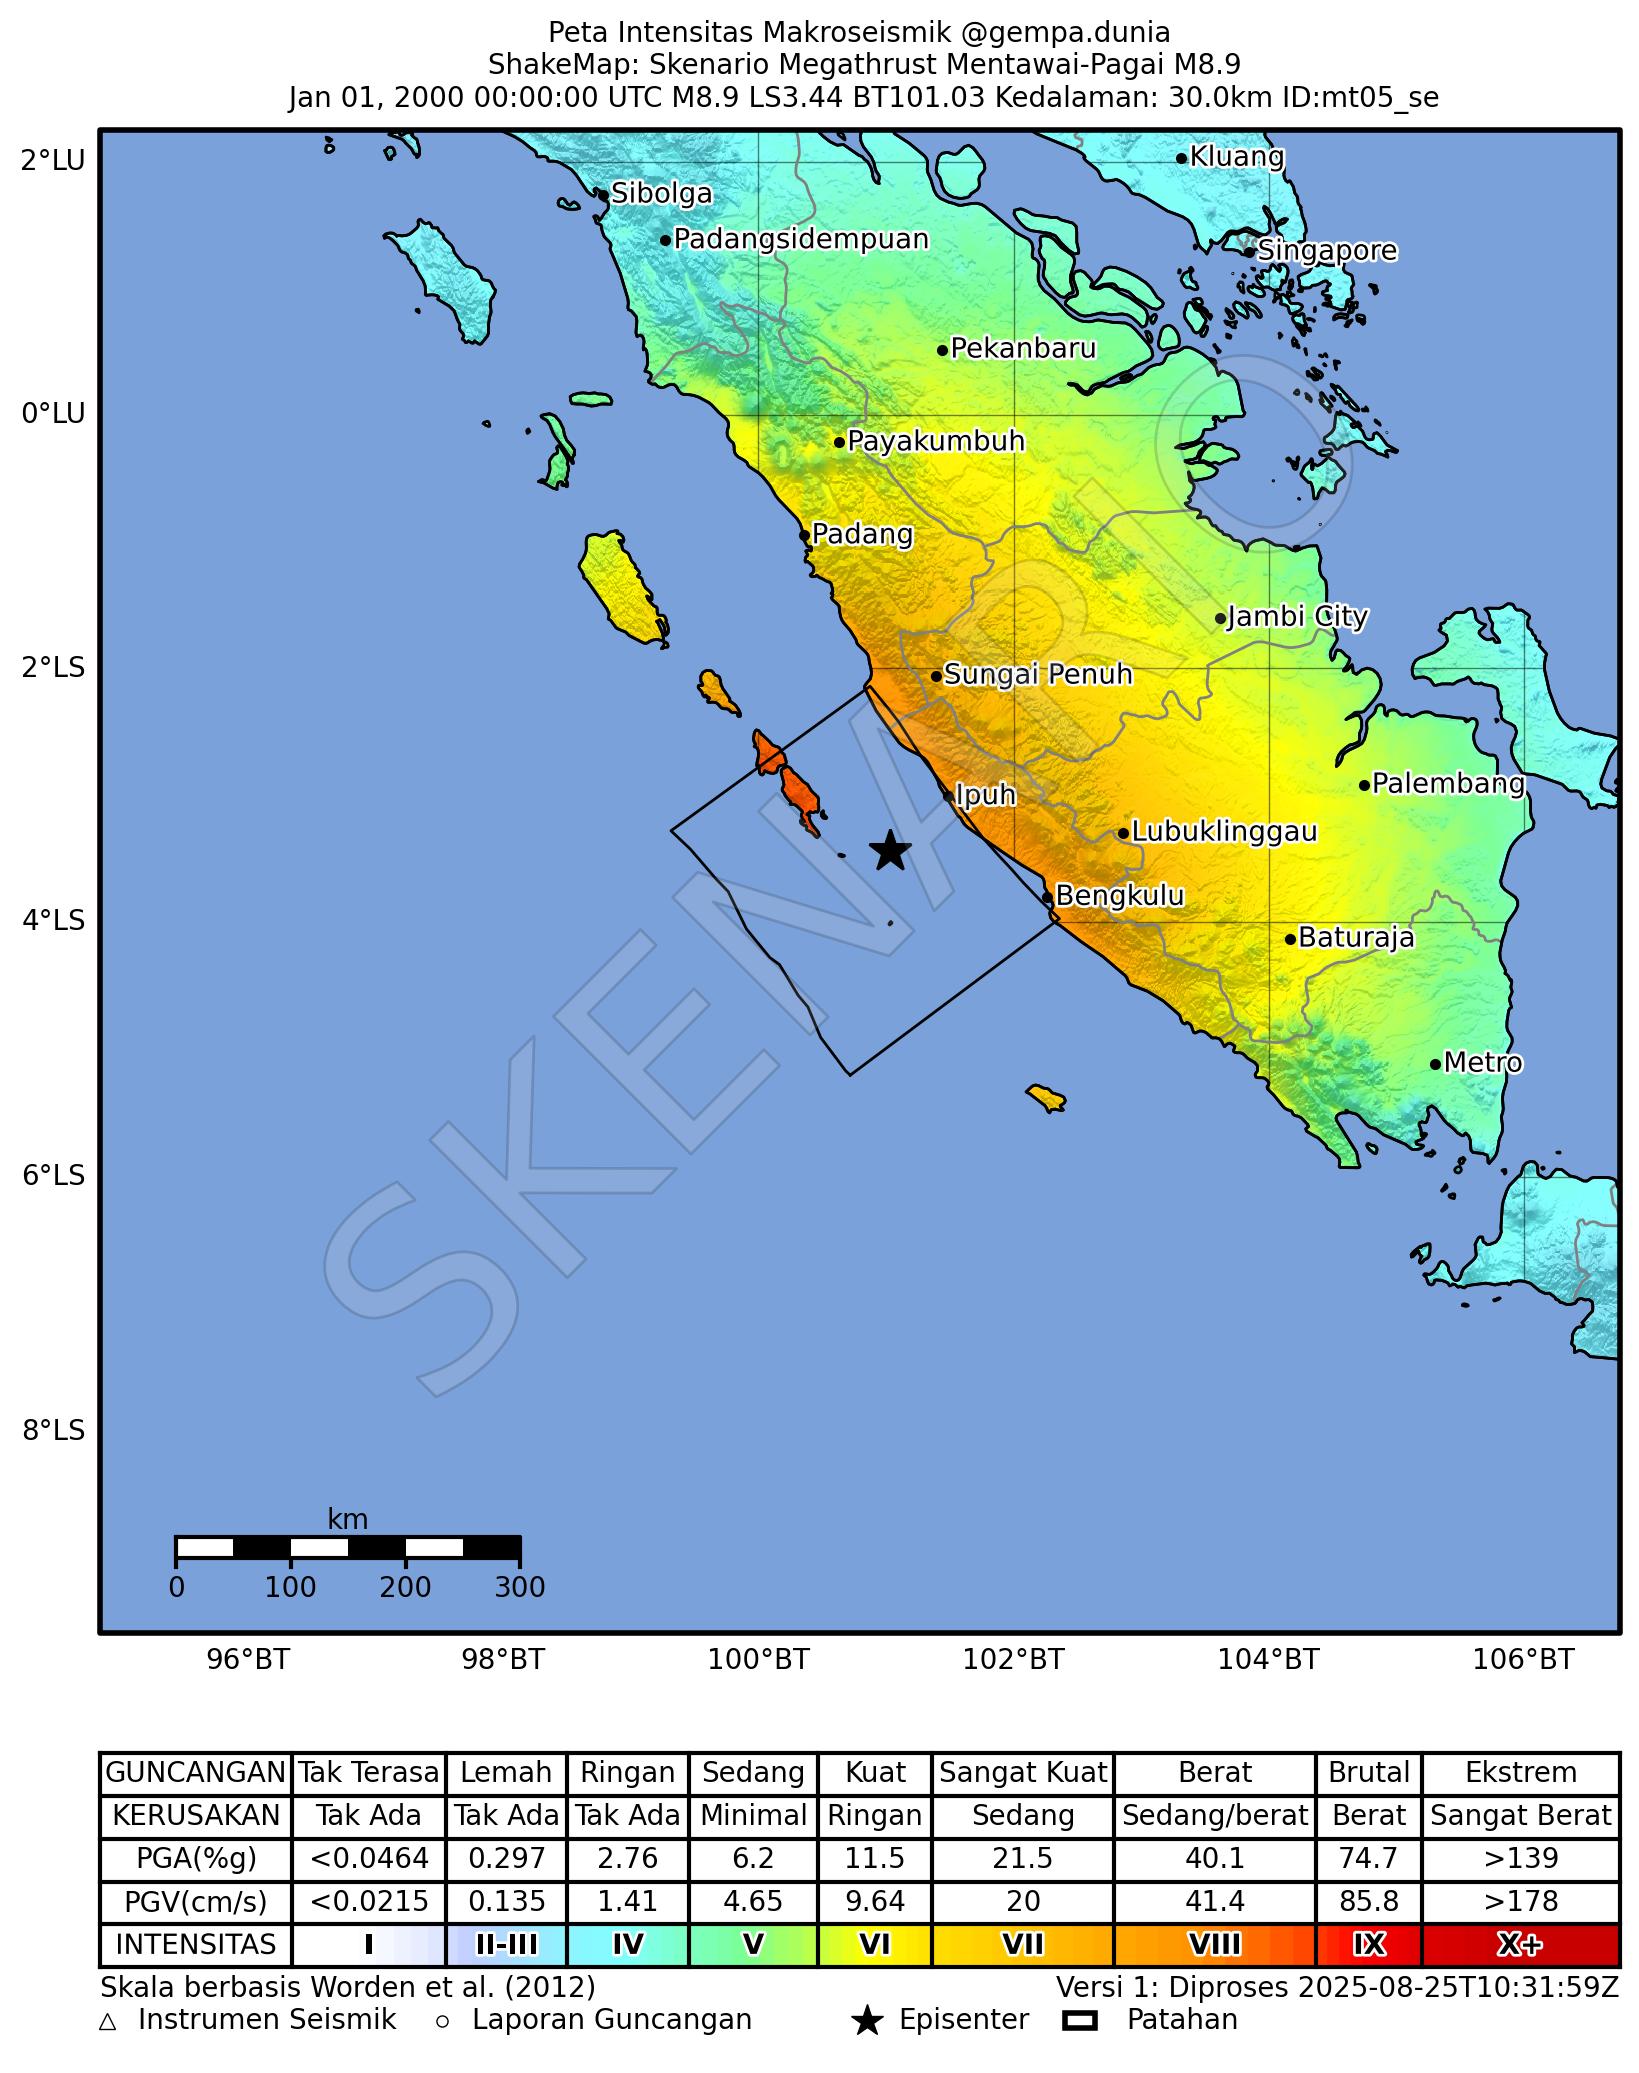 Peta Intensitas Makroseismik @gempa.dunia
ShakeMap: Skenario Megathrust Mentawai-Pagai M8.9
Jan 01, 2000 00:00:00 UTC M8.9 LS3.44 BT101.03 Kedalaman: 30.0km ID:mt05_se
2°LU
Kluang
Sibolga
Padangsidempuan
Singapore
Pekanbaru
0°LU
Payakumbuh
Padang
Jambi City
2°LS
Sungai Penuh
Palembang
Ipuh
Lubuklinggau
Bengkulu
4°LS
Baturaja
Metro
6°LS
8°LS
SKENARIO
km
0 100 200 300
96°BT 98°BT 100°BT 102°BT 104°BT 106°BT
GUNCANGAN Tak Terasa Lemah Ringan Sedang Kuat Sangat Kuat Berat Brutal Ekstrem
KERUSAKAN Tak Ada Tak Ada Tak Ada Minimal Ringan Sedang Sedang/berat Berat Sangat Berat
PGA(%g) <0.0464 0.297 2.76 6.2 11.5 21.5 40.1 74.7 >139
PGV(cm/s) <0.0215 0.135 1.41 4.65 9.64 20 41.4 85.8 >178
INTENSITAS I II-III IV V VI VII VIII IX X+
Skala berbasis Worden et al. (2012) Versi 1: Diproses 2025-08-25T10:31:59Z
Instrumen Seismik Laporan Guncangan Episenter Patahan